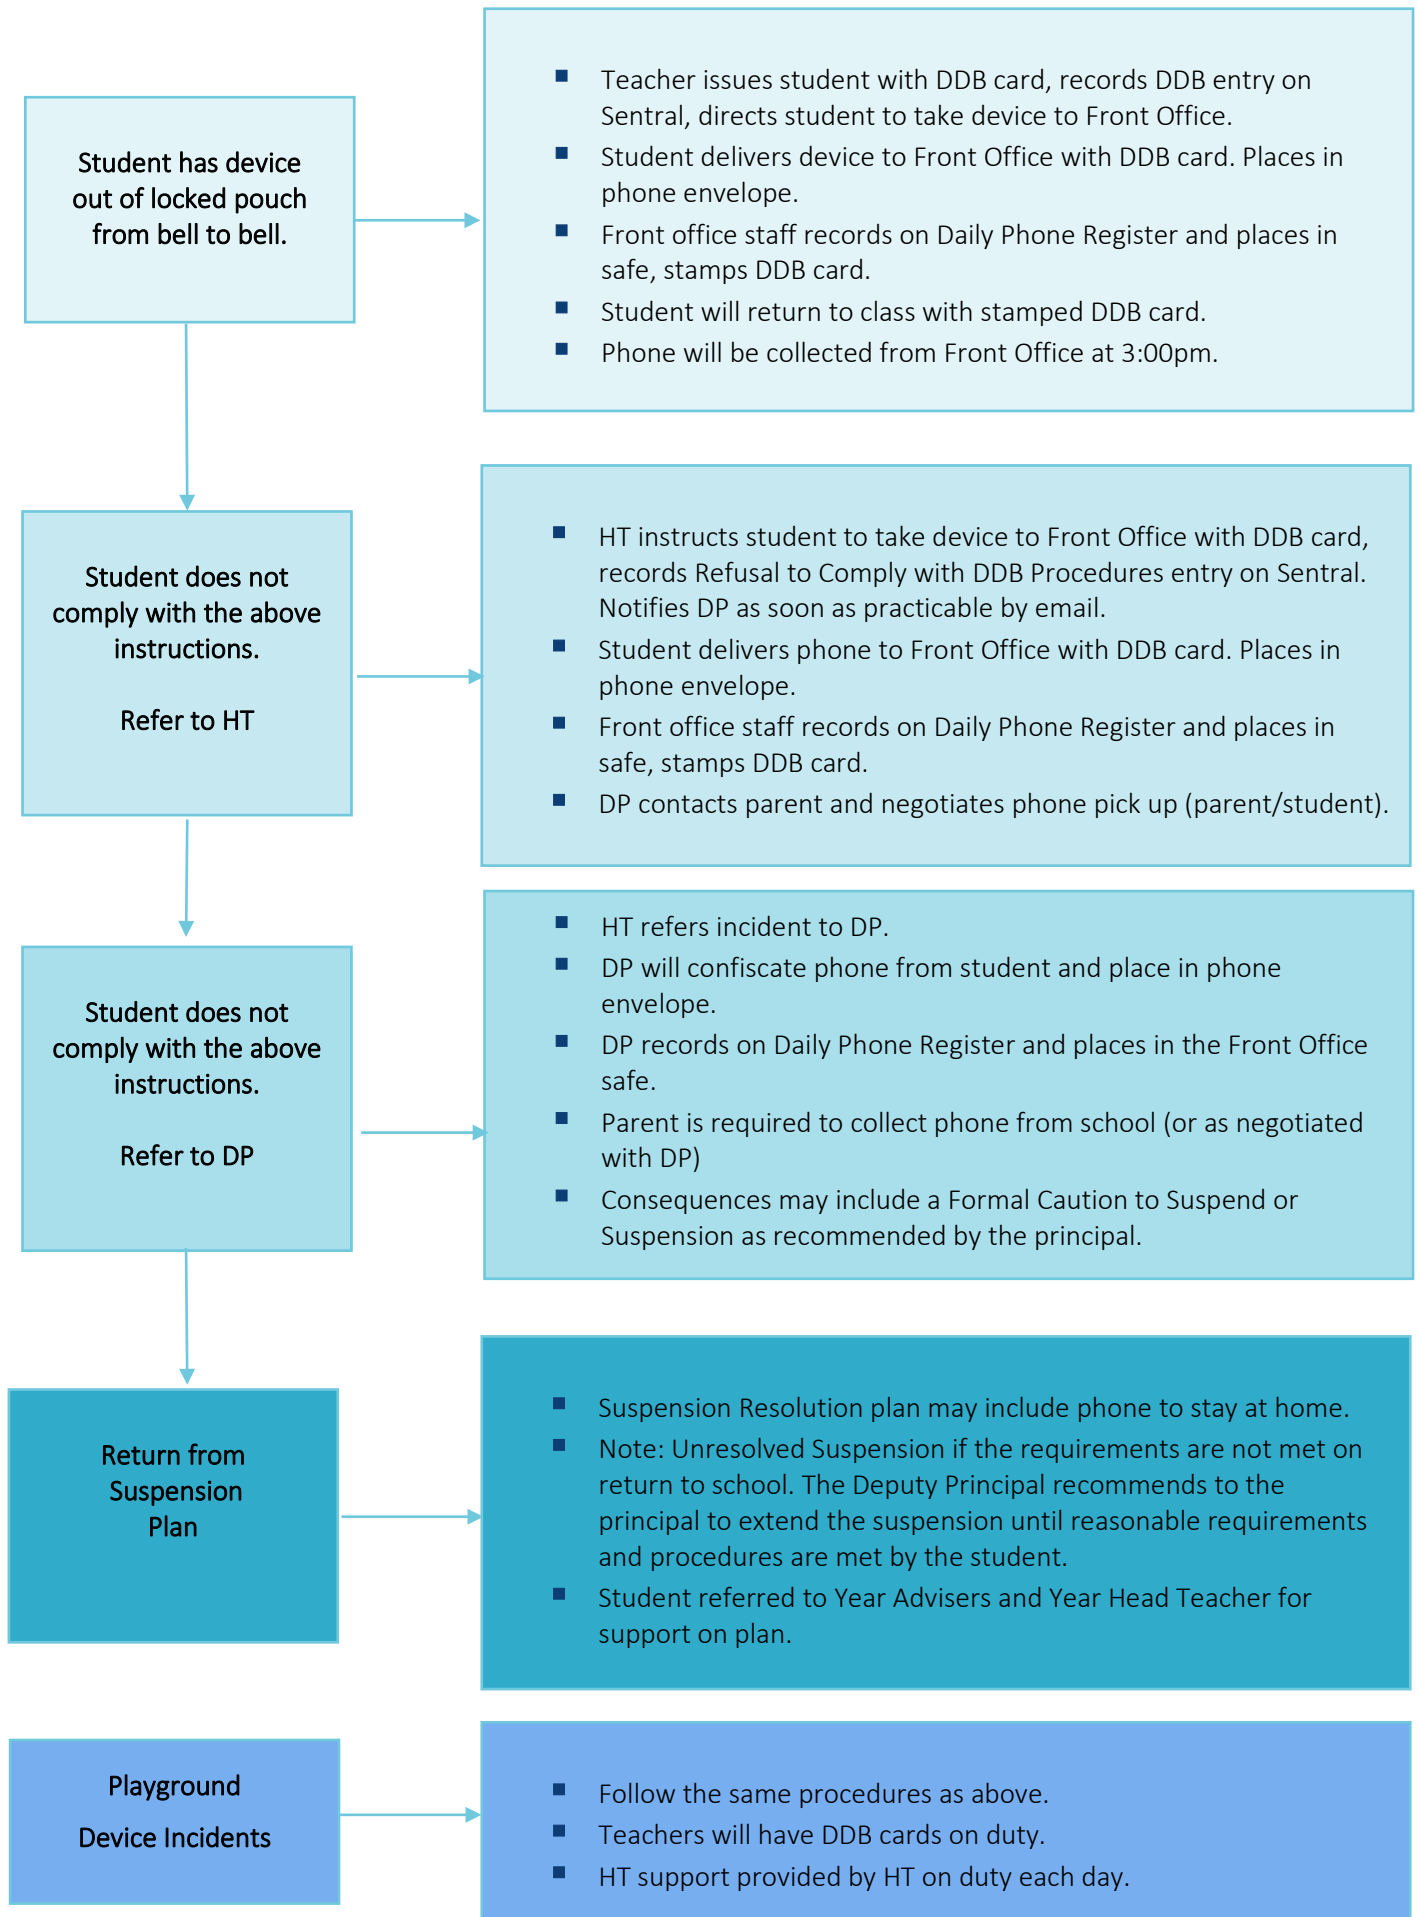 Student has device
out of locked pouch
from bell to bell.
▪ Teacher issues student with DDB card, records DDB entry on
Sentral, directs student to take device to Front Office.
▪ Student delivers device to Front Office with DDB card. Places in
phone envelope.
▪ Front office staff records on Daily Phone Register and places in
safe, stamps DDB card.
▪ Student will return to class with stamped DDB card.
▪ Phone will be collected from Front Office at 3:00pm.
Student does not
comply with the above
instructions.
Refer to HT
▪ HT instructs student to take device to Front Office with DDB card,
records Refusal to Comply with DDB Procedures entry on Sentral.
Notifies DP as soon as practicable by email.
▪ Student delivers phone to Front Office with DDB card. Places in
phone envelope.
▪ Front office staff records on Daily Phone Register and places in
safe, stamps DDB card.
▪ DP contacts parent and negotiates phone pick up (parent/student).
Student does not
comply with the above
instructions.
Refer to DP
▪ HT refers incident to DP.
▪ DP will confiscate phone from student and place in phone
envelope.
▪ DP records on Daily Phone Register and places in the Front Office
safe.
▪ Parent is required to collect phone from school (or as negotiated
with DP)
▪ Consequences may include a Formal Caution to Suspend or
Suspension as recommended by the principal.
Return from
Suspension
Plan
▪ Suspension Resolution plan may include phone to stay at home.
▪ Note: Unresolved Suspension if the requirements are not met on
return to school. The Deputy Principal recommends to the
principal to extend the suspension until reasonable requirements
and procedures are met by the student.
▪ Student referred to Year Advisers and Year Head Teacher for
support on plan.
Playground
Device Incidents
▪ Follow the same procedures as above.
▪ Teachers will have DDB cards on duty.
▪ HT support provided by HT on duty each day.